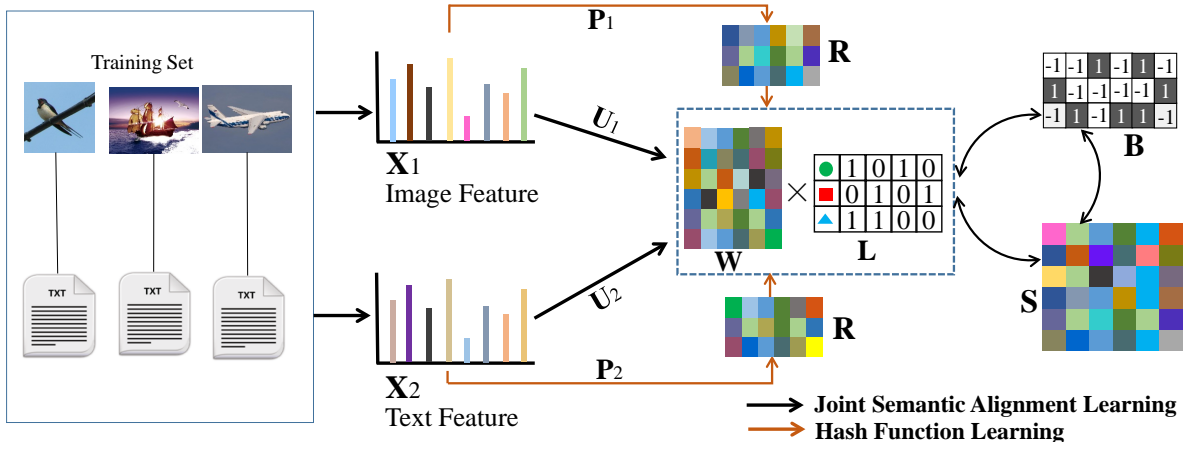 Training Set
TXT
TXT
TXT
X1
Image Feature
X2
Text Feature
P1
U1
U2
P2
R
R
W
×
1 0 1 0
0 1 0 1
1 1 0 0
L
-1 -1 1 -1 1 -1
1 -1 -1 -1 -1 1
-1 1 -1 1 1 -1
B
S
Joint Semantic Alignment Learning
Hash Function Learning